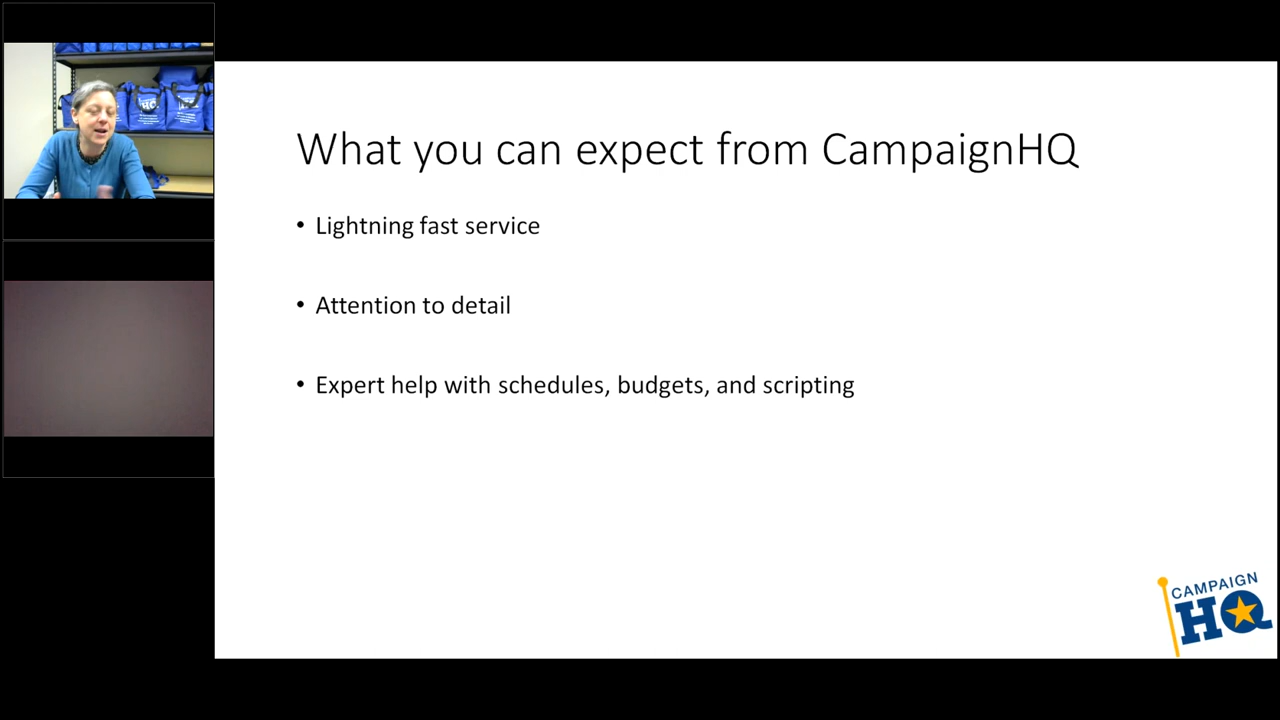 What you can expect from CampaignHQ
• Lightning fast service
• Attention to detail
• Expert help with schedules, budgets, and scripting
CAMPAIGN
HQ